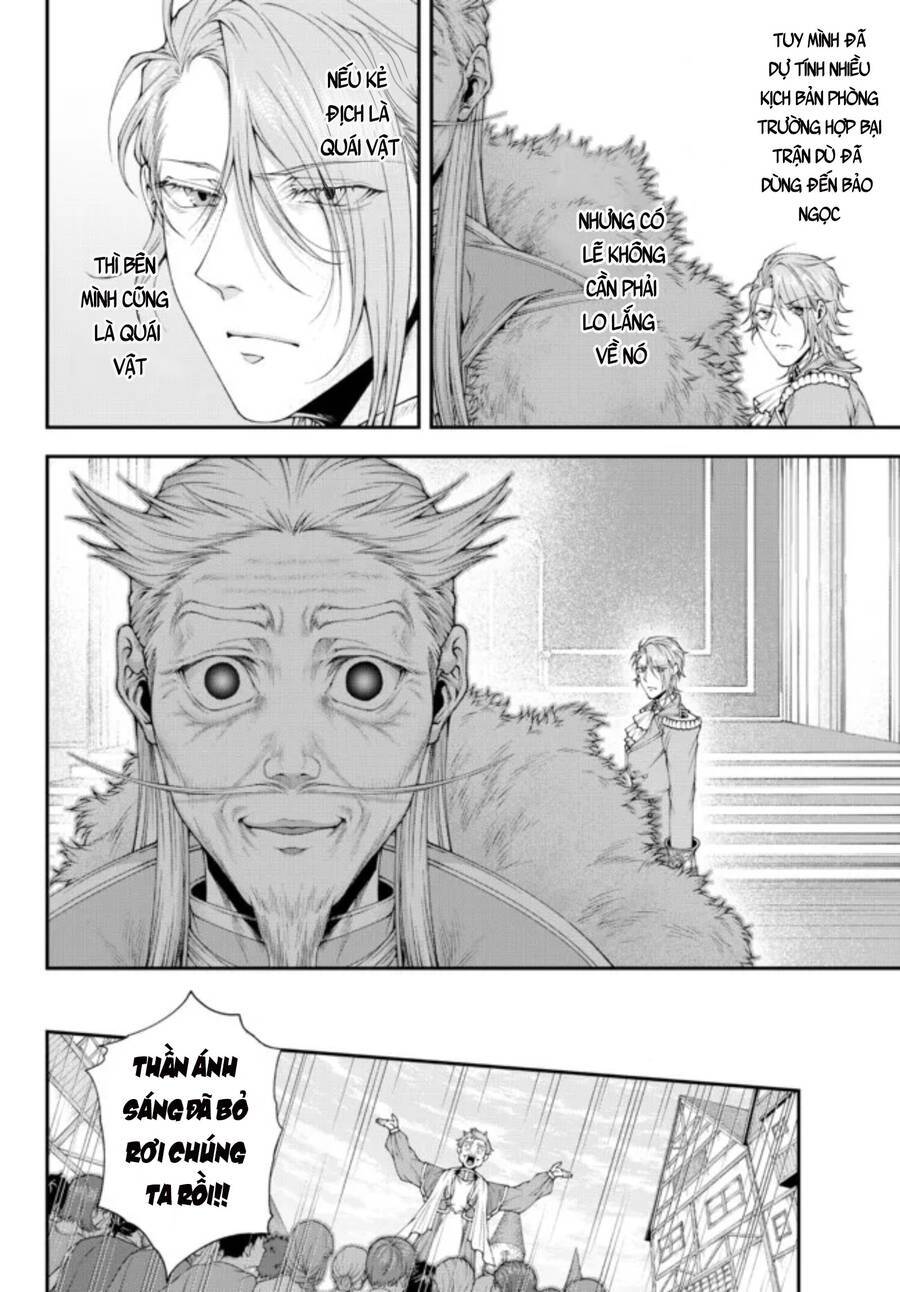 TUY MÌNH ĐÃ
DỰ TÍNH NHIỀU
KỊCH BẢN PHÒNG
TRƯỜNG HỢP BẠI
TRẬN DÙ ĐÃ
DÙNG ĐẾN BẢO
NGỌC
NHƯNG CÓ
LẼ KHÔNG
CẦN PHẢI
LO LẮNG
VỀ NÓ
NẾU KẺ
ĐỊCH LÀ
QUÁI VẬT
THÌ BÊN
MÌNH CŨNG
LÀ QUÁI
VẬT
THẦN ÁNH
SÁNG ĐÃ BỎ
RƠI CHÚNG
TA RỒI!!